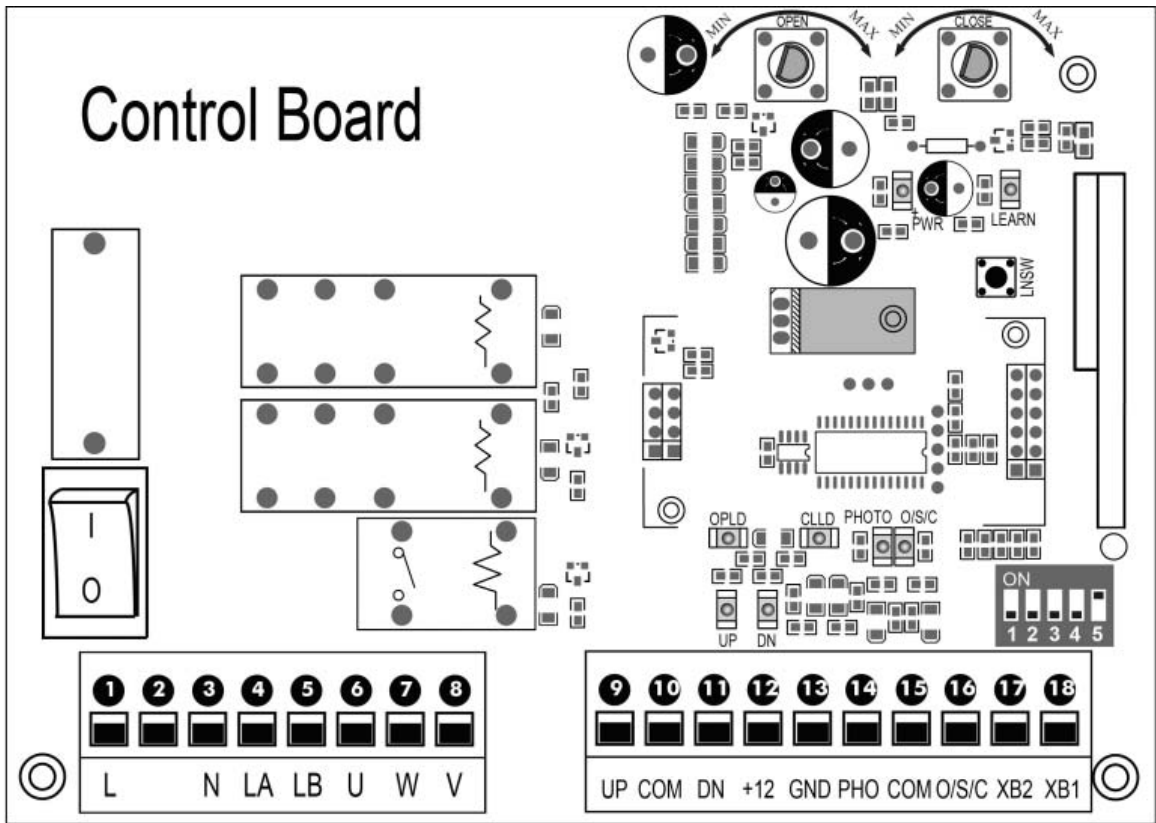 MIN OPEN MAX MIN CLOSE MAX
Control Board
+
PWR LEARN
LNSW
OPLD CLLD PHOTO O/S/C
I
O
ON
1 2 3 4 5
UP DN
1 2 3 4 5 6 7 8
9 10 11 12 13 14 15 16 17 18
L N LA LB U W V
UP COM DN +12 GND PHO COM O/S/C XB2 XB1